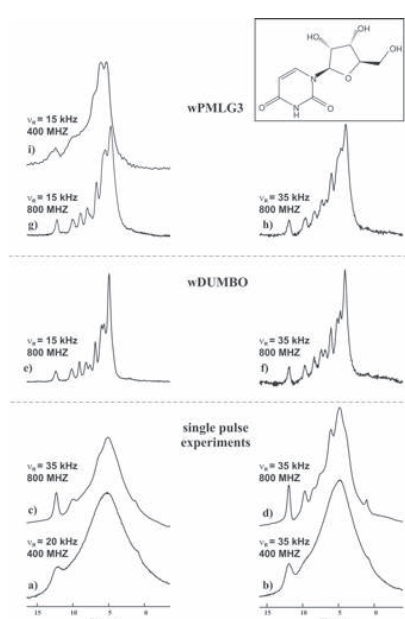 OH
HO
OH
N
O
O
N
H
O
wPMLG3
νR = 15 kHz
400 MHZ
i)
νR = 15 kHz
800 MHZ
g)
νR = 35 kHz
800 MHZ
h)
wDUMBO
νR = 15 kHz
800 MHZ
e)
νR = 35 kHz
800 MHZ
f)
single pulse
experiments
νR = 35 kHz
800 MHZ
c)
νR = 35 kHz
800 MHZ
d)
νR = 20 kHz
400 MHZ
a)
νR = 35 kHz
400 MHZ
b)
15 10 5 0
15 10 5 0